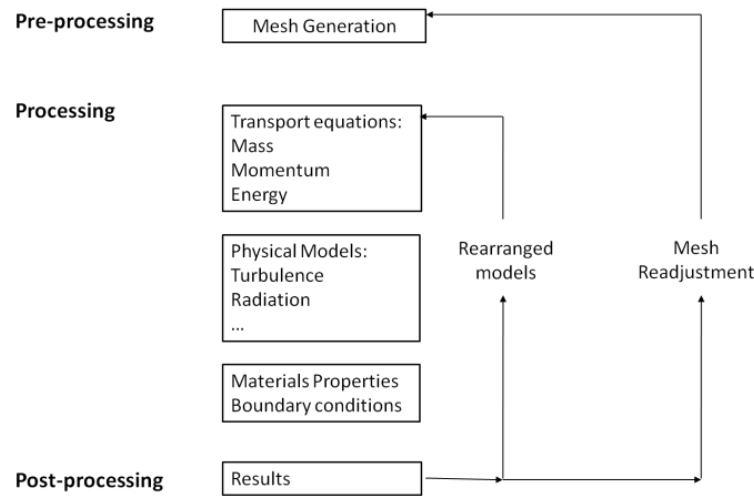 Pre-processing
Mesh Generation
Processing
Transport equations:
Mass
Momentum
Energy
Physical Models:
Turbulence
Radiation
...
Rearranged
models
Mesh
Readjustment
Materials Properties
Boundary conditions
Post-processing
Results